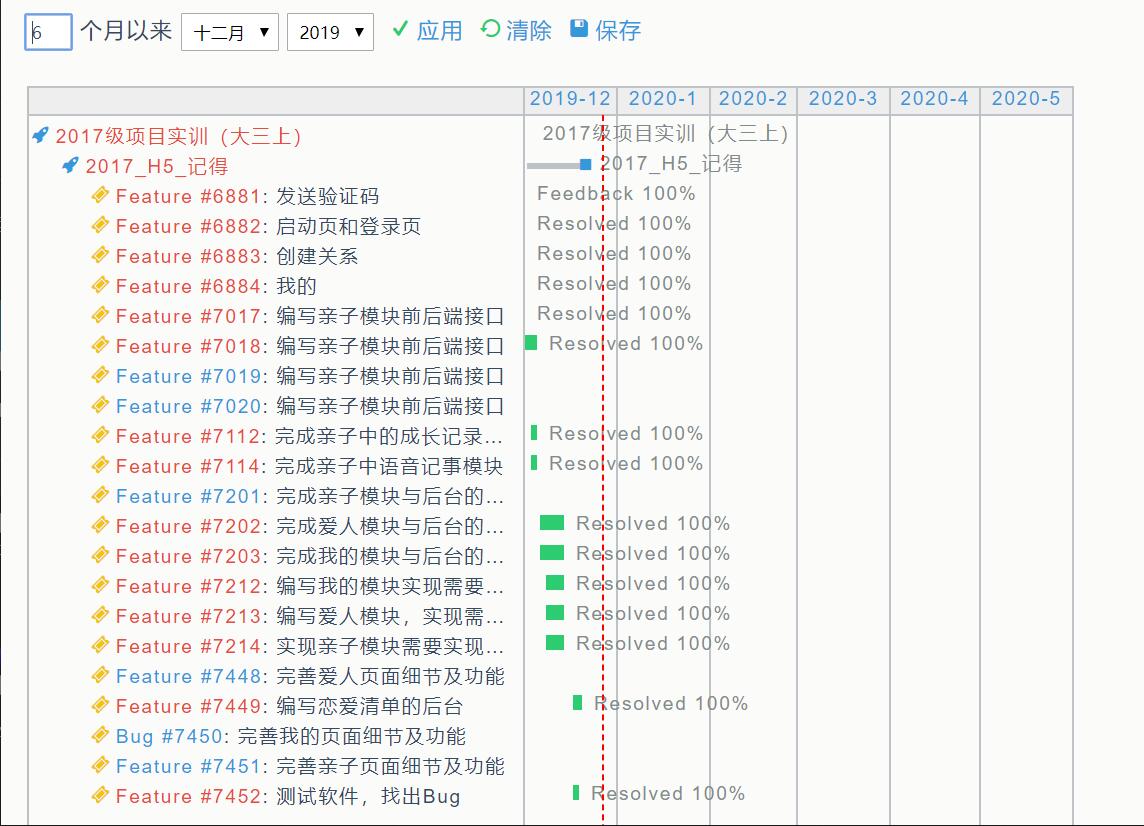 6 个月以来 十二月 2019 应用 清除 保存
2019-12 2020-1 2020-2 2020-3 2020-4 2020-5
2017级项目实训（大三上） 2017级项目实训（大三上）
2017_H5_记得 2017_H5_记得
Feature #6881: 发送验证码 Feedback 100%
Feature #6882: 启动页和登录页 Resolved 100%
Feature #6883: 创建关系 Resolved 100%
Feature #6884: 我的 Resolved 100%
Feature #7017: 编写亲子模块前后端接口 Resolved 100%
Feature #7018: 编写亲子模块前后端接口 Resolved 100%
Feature #7019: 编写亲子模块前后端接口
Feature #7020: 编写亲子模块前后端接口
Feature #7112: 完成亲子中的成长记录... Resolved 100%
Feature #7114: 完成亲子中语音记事模块 Resolved 100%
Feature #7201: 完成亲子模块与后台的...
Feature #7202: 完成爱人模块与后台的... Resolved 100%
Feature #7203: 完成我的模块与后台的... Resolved 100%
Feature #7212: 编写我的模块实现需要... Resolved 100%
Feature #7213: 编写爱人模块，实现需... Resolved 100%
Feature #7214: 实现亲子模块需要实现... Resolved 100%
Feature #7448: 完善爱人页面细节及功能
Feature #7449: 编写恋爱清单的后台 Resolved 100%
Bug #7450: 完善我的页面细节及功能
Feature #7451: 完善亲子页面细节及功能
Feature #7452: 测试软件，找出Bug Resolved 100%